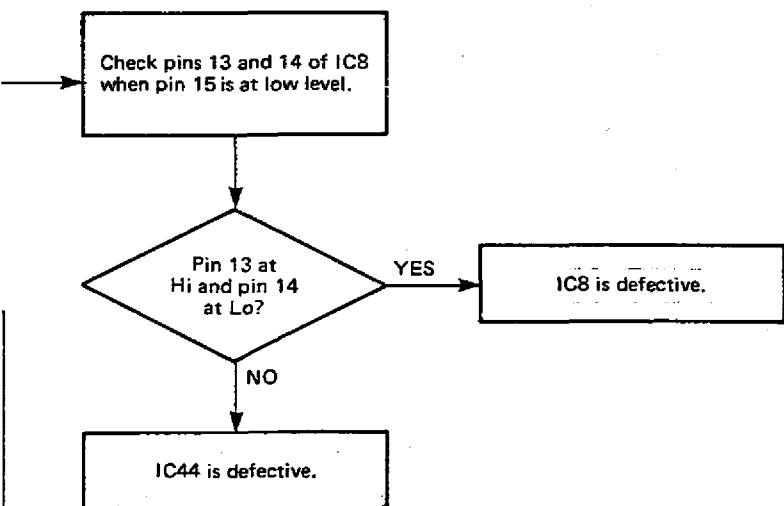 Check pins 13 and 14 of IC8
when pin 15 is at low level.
Pin 13 at
Hi and pin 14
at Lo?
YES
IC8 is defective.
NO
IC44 is defective.